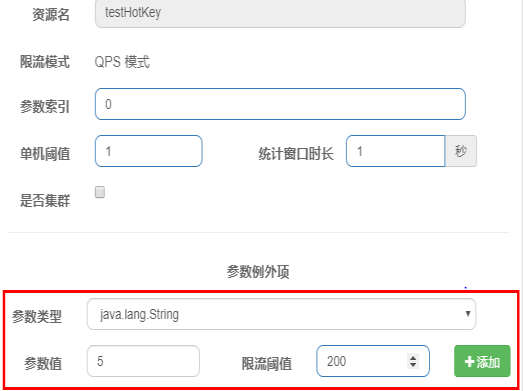 资源名 testHotKey
限流模式 QPS 模式
参数索引 0
单机阈值 1 统计窗口时长 1 秒
是否集群
参数例外项
参数类型 java.lang.String
参数值 5 限流阈值 200 添加